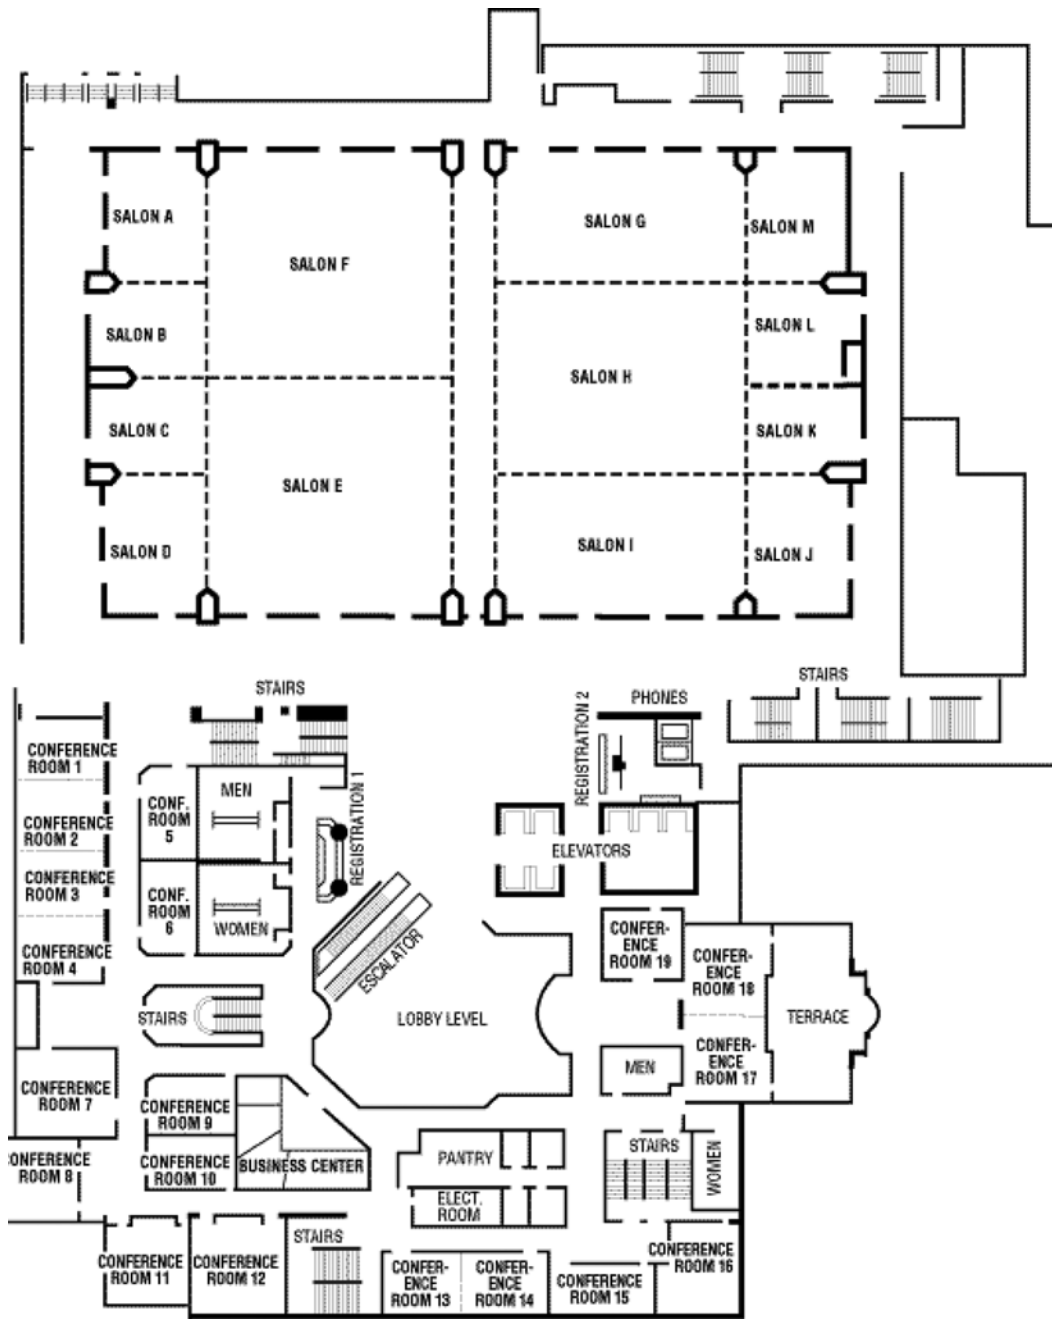 SALON A
SALON F
SALON G
SALON M
SALON B
SALON L
SALON H
SALON C
SALON K
SALON E
SALON D
SALON I
SALON J
STAIRS
STAIRS
PHONES
REGISTRATION 2
CONFERENCE
ROOM 1
MEN
CONF.
ROOM
5
REGISTRATION 1
CONFERENCE
ROOM 2
ELEVATORS
CONFERENCE
ROOM 3
CONF.
ROOM
6
WOMEN
CONFERENCE
ROOM 4
ESCALATOR
CONFER-
ENCE
ROOM 19
CONFER-
ENCE
ROOM 18
STAIRS
LOBBY LEVEL
TERRACE
CONFER-
ENCE
ROOM 17
MEN
CONFERENCE
ROOM 7
CONFERENCE
ROOM 9
CONFERENCE
ROOM 10
BUSINESS CENTER
PANTRY
STAIRS
WOMEN
CONFERENCE
ROOM 8
ELECT.
ROOM
STAIRS
CONFERENCE
ROOM 11
CONFERENCE
ROOM 12
CONFER-
ENCE
ROOM 13
CONFER-
ENCE
ROOM 14
CONFERENCE
ROOM 15
CONFERENCE
ROOM 16